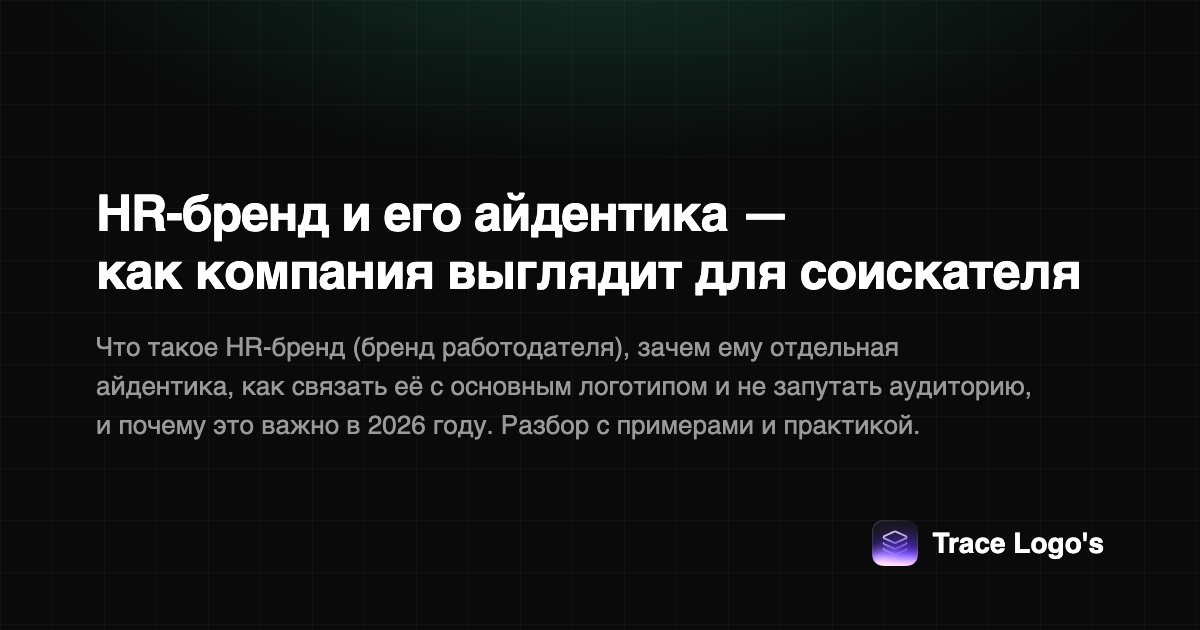 HR-бренд и его айдентика —
как компания выглядит для соискателя
Что такое HR-бренд (бренд работодателя), зачем ему отдельная
айдентика, как связать её с основным логотипом и не запутать аудиторию,
и почему это важно в 2026 году. Разбор с примерами и практикой.
Trace Logo's